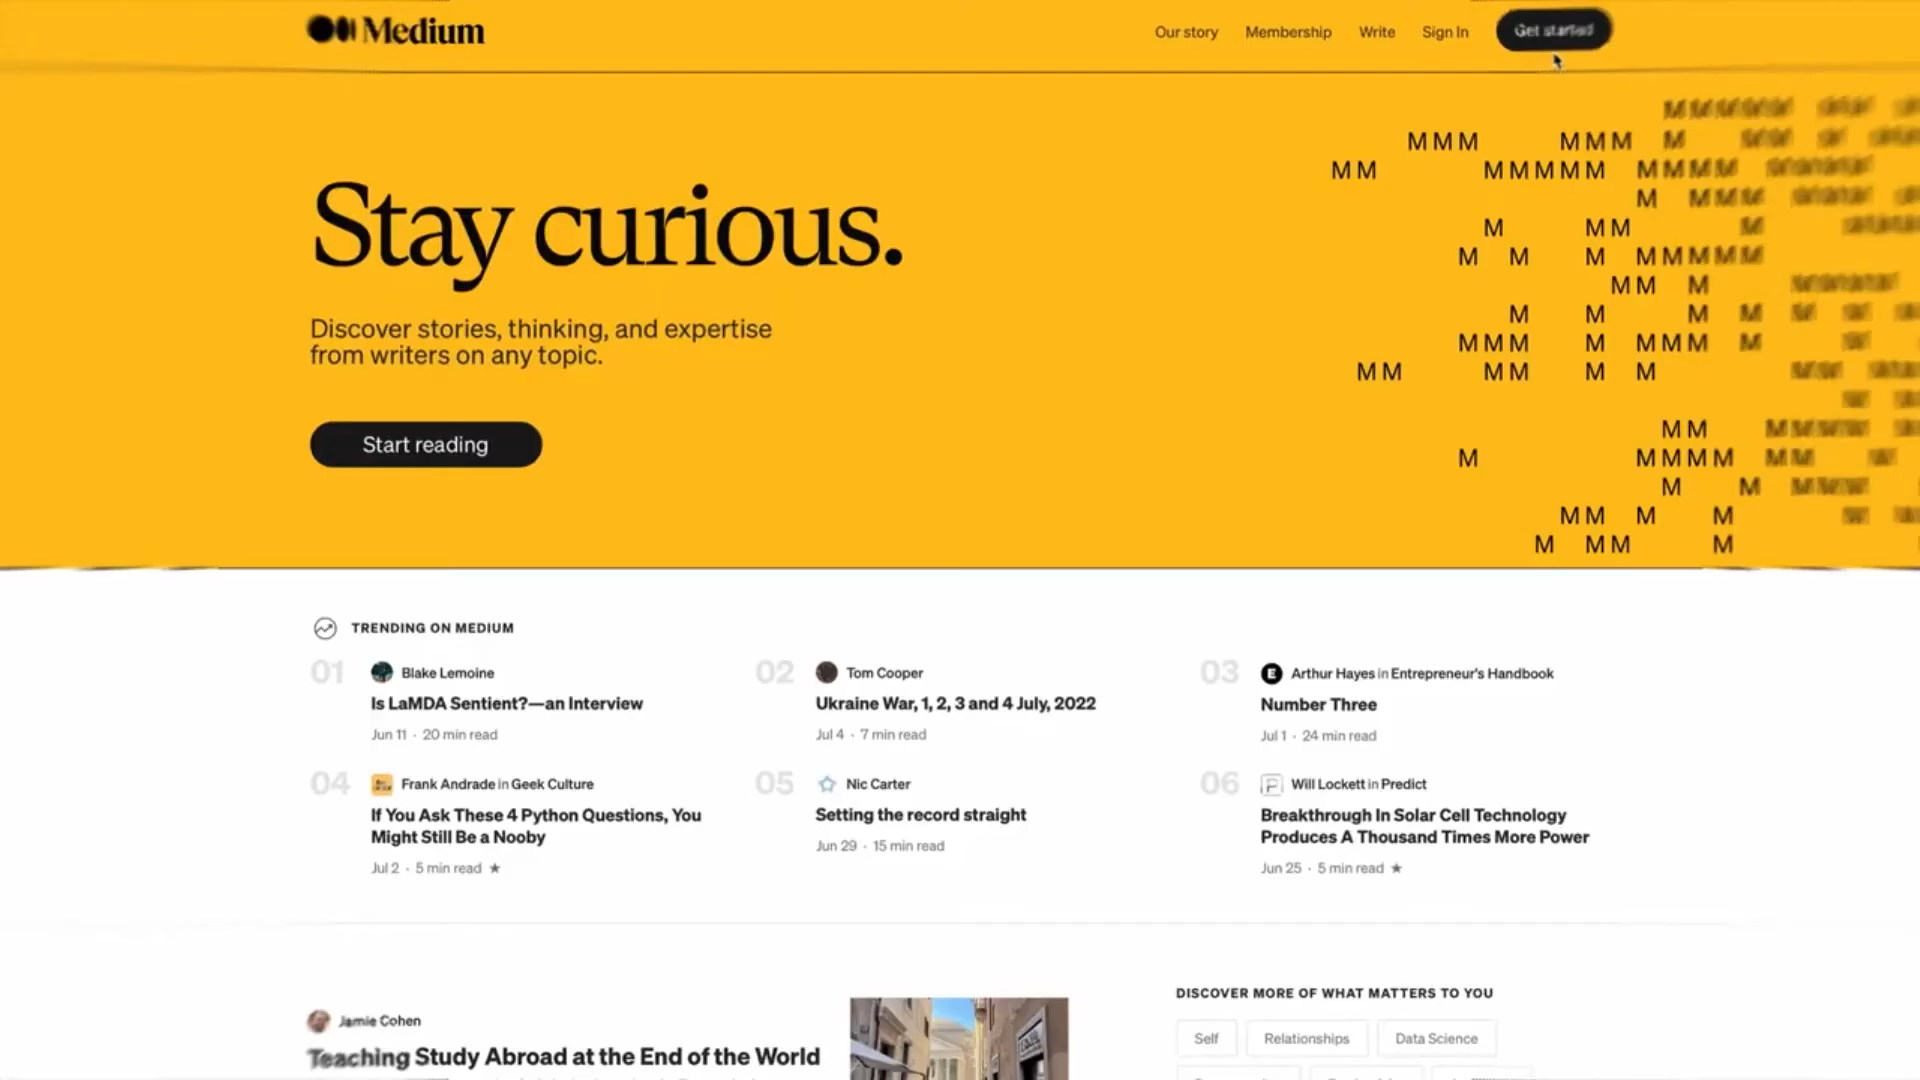 Medium
Our story
Membership
Write
Sign In
Get started
Stay curious.
Discover stories, thinking, and expertise
from writers on any topic.
Start reading
TRENDING ON MEDIUM
01
Blake Lemoine
Is LaMDA Sentient?—an Interview
Jun 11 · 20 min read
02
Tom Cooper
Ukraine War, 1, 2, 3 and 4 July, 2022
Jul 4 · 7 min read
03
Arthur Hayes in Entrepreneur's Handbook
Number Three
Jul 1 · 24 min read
04
Frank Andrade in Geek Culture
If You Ask These 4 Python Questions, You
Might Still Be a Nooby
Jul 2 · 5 min read ★
05
Nic Carter
Setting the record straight
Jun 29 · 15 min read
06
Will Lockett in Predict
Breakthrough In Solar Cell Technology
Produces A Thousand Times More Power
Jun 25 · 5 min read ★
Jamie Cohen
Teaching Study Abroad at the End of the World
DISCOVER MORE OF WHAT MATTERS TO YOU
Self
Relationships
Data Science